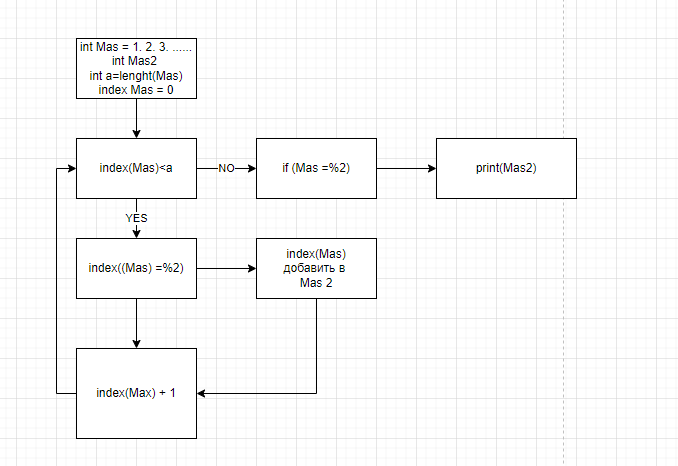 int Mas = 1. 2. 3. ......
int Mas2
int a=lenght(Mas)
index Mas = 0
index(Mas)<a
NO
if (Mas =%2)
print(Mas2)
YES
index((Mas) =%2)
index(Mas)
добавить в
Mas 2
index(Max) + 1